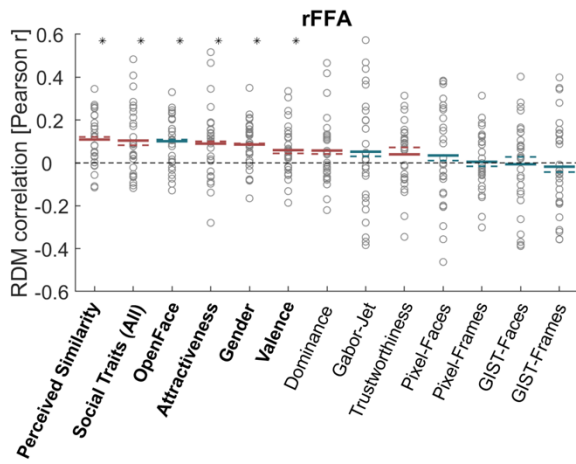 rFFA
* * * * * *
RDM correlation [Pearson r]
0.6
0.4
0.2
0
-0.2
-0.4
-0.6
Perceived Similarity
Social Traits (All)
OpenFace
Attractiveness
Gender
Valence
Dominance
Gabor-Jet
Trustworthiness
Pixel-Faces
Pixel-Frames
GIST-Faces
GIST-Frames